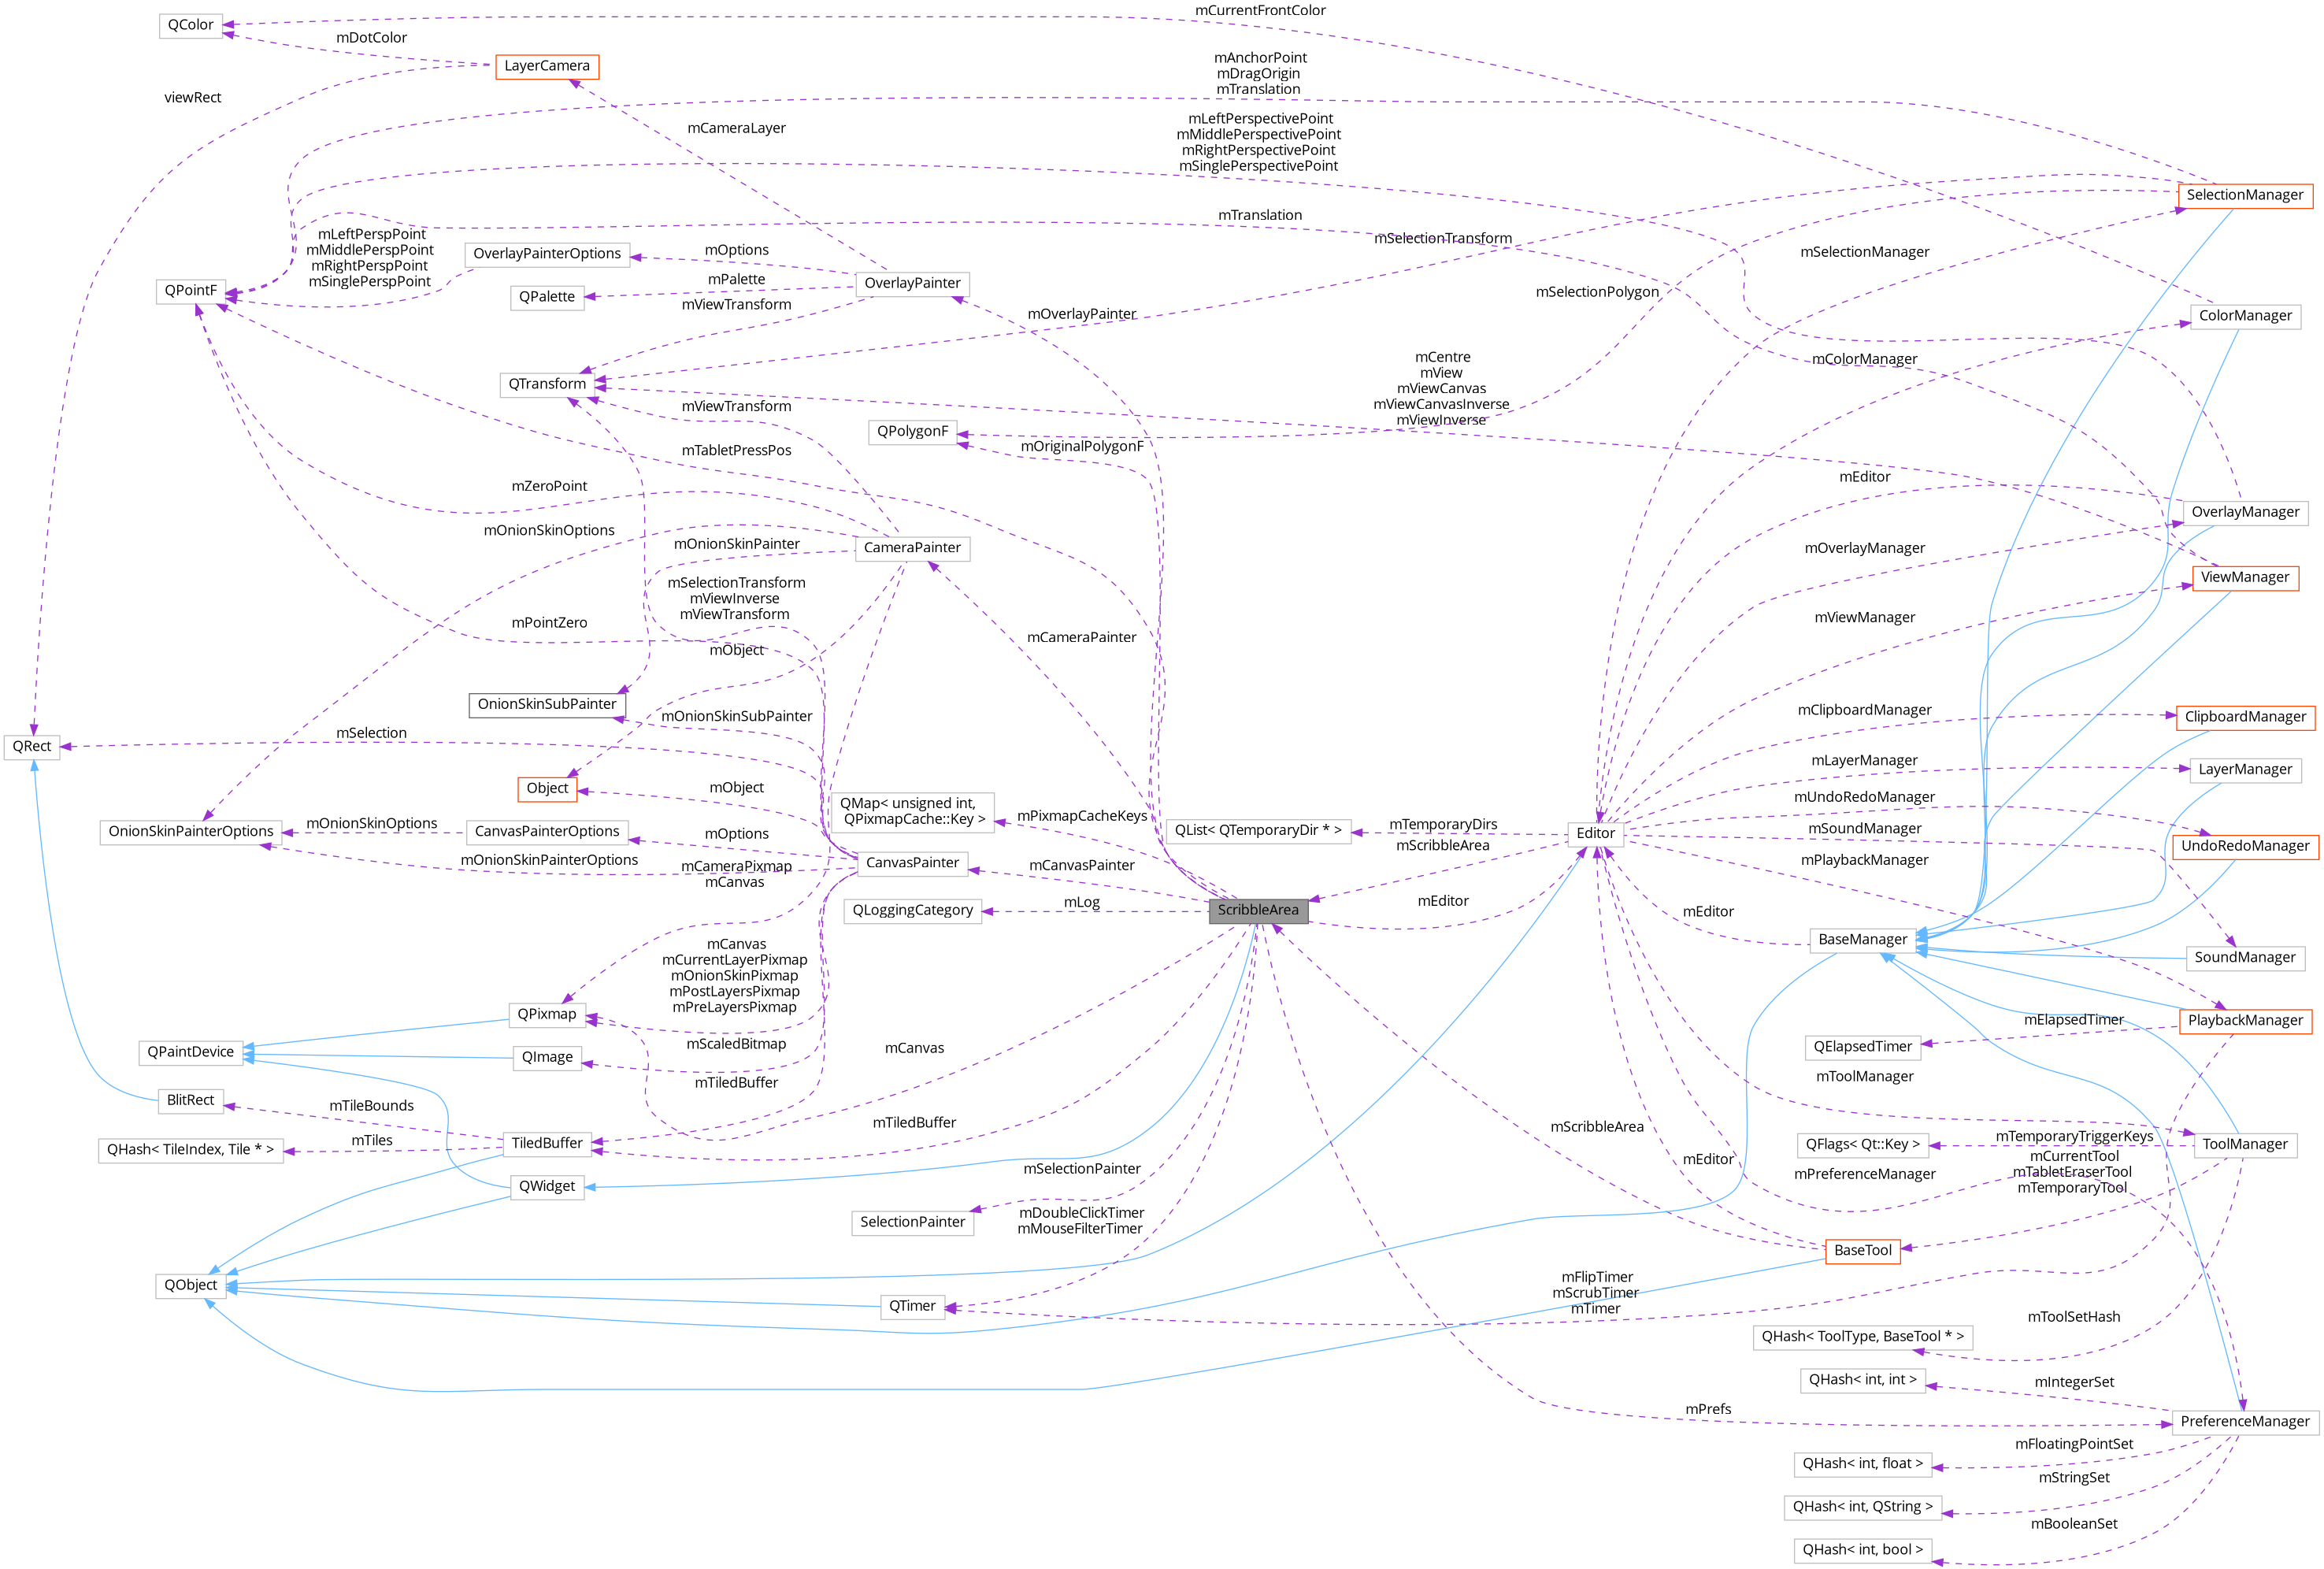 mCurrentFrontColor
QColor
mDotColor
LayerCamera
mAnchorPoint
mDragOrigin
mTranslation
viewRect
mCameraLayer
mLeftPerspectivePoint
mMiddlePerspectivePoint
mRightPerspectivePoint
mSinglePerspectivePoint
SelectionManager
mTranslation
mLeftPerspPoint
mMiddlePerspPoint
mRightPerspPoint
mSinglePerspPoint
OverlayPainterOptions
mOptions
mSelectionTransform
mSelectionManager
QPointF
QPalette
mPalette
OverlayPainter
mSelectionPolygon
mViewTransform
mOverlayPainter
ColorManager
mCentre
mView
mViewCanvas
mViewCanvasInverse
mViewInverse
mColorManager
QTransform
mViewTransform
QPolygonF
mOriginalPolygonF
mTabletPressPos
mZeroPoint
mEditor
OverlayManager
mOnionSkinOptions
mOnionSkinPainter
CameraPainter
mOverlayManager
mSelectionTransform
mViewInverse
mViewTransform
ViewManager
mPointZero
mObject
mCameraPainter
mViewManager
OnionSkinSubPainter
mOnionSkinSubPainter
mClipboardManager
ClipboardManager
QRect
mSelection
mLayerManager
LayerManager
Object
mObject
QMap< unsigned int,
QPixmapCache::Key >
mPixmapCacheKeys
mUndoRedoManager
OnionSkinPainterOptions
mOnionSkinOptions
CanvasPainterOptions
mOptions
QList< QTemporaryDir * >
mTemporaryDirs
mScribbleArea
Editor
mSoundManager
UndoRedoManager
mOnionSkinPainterOptions
mCameraPixmap
mCanvas
CanvasPainter
mCanvasPainter
mPlaybackManager
QLoggingCategory
mLog
ScribbleArea
mEditor
mEditor
BaseManager
SoundManager
mCanvas
mCurrentLayerPixmap
mOnionSkinPixmap
mPostLayersPixmap
mPreLayersPixmap
QPixmap
PlaybackManager
QPaintDevice
QImage
mScaledBitmap
mCanvas
QElapsedTimer
mElapsedTimer
mTiledBuffer
mToolManager
BlitRect
mTileBounds
mTiledBuffer
mScribbleArea
QHash< TileIndex, Tile * >
mTiles
TiledBuffer
QFlags< Qt::Key >
mTemporaryTriggerKeys
ToolManager
mSelectionPainter
mEditor
mPreferenceManager
mCurrentTool
mTabletEraserTool
mTemporaryTool
QWidget
SelectionPainter
mDoubleClickTimer
mMouseFilterTimer
BaseTool
QObject
QTimer
mFlipTimer
mScrubTimer
mTimer
mToolSetHash
QHash< ToolType, BaseTool * >
QHash< int, int >
mIntegerSet
mPrefs
PreferenceManager
mFloatingPointSet
QHash< int, float >
mStringSet
QHash< int, QString >
mBooleanSet
QHash< int, bool >